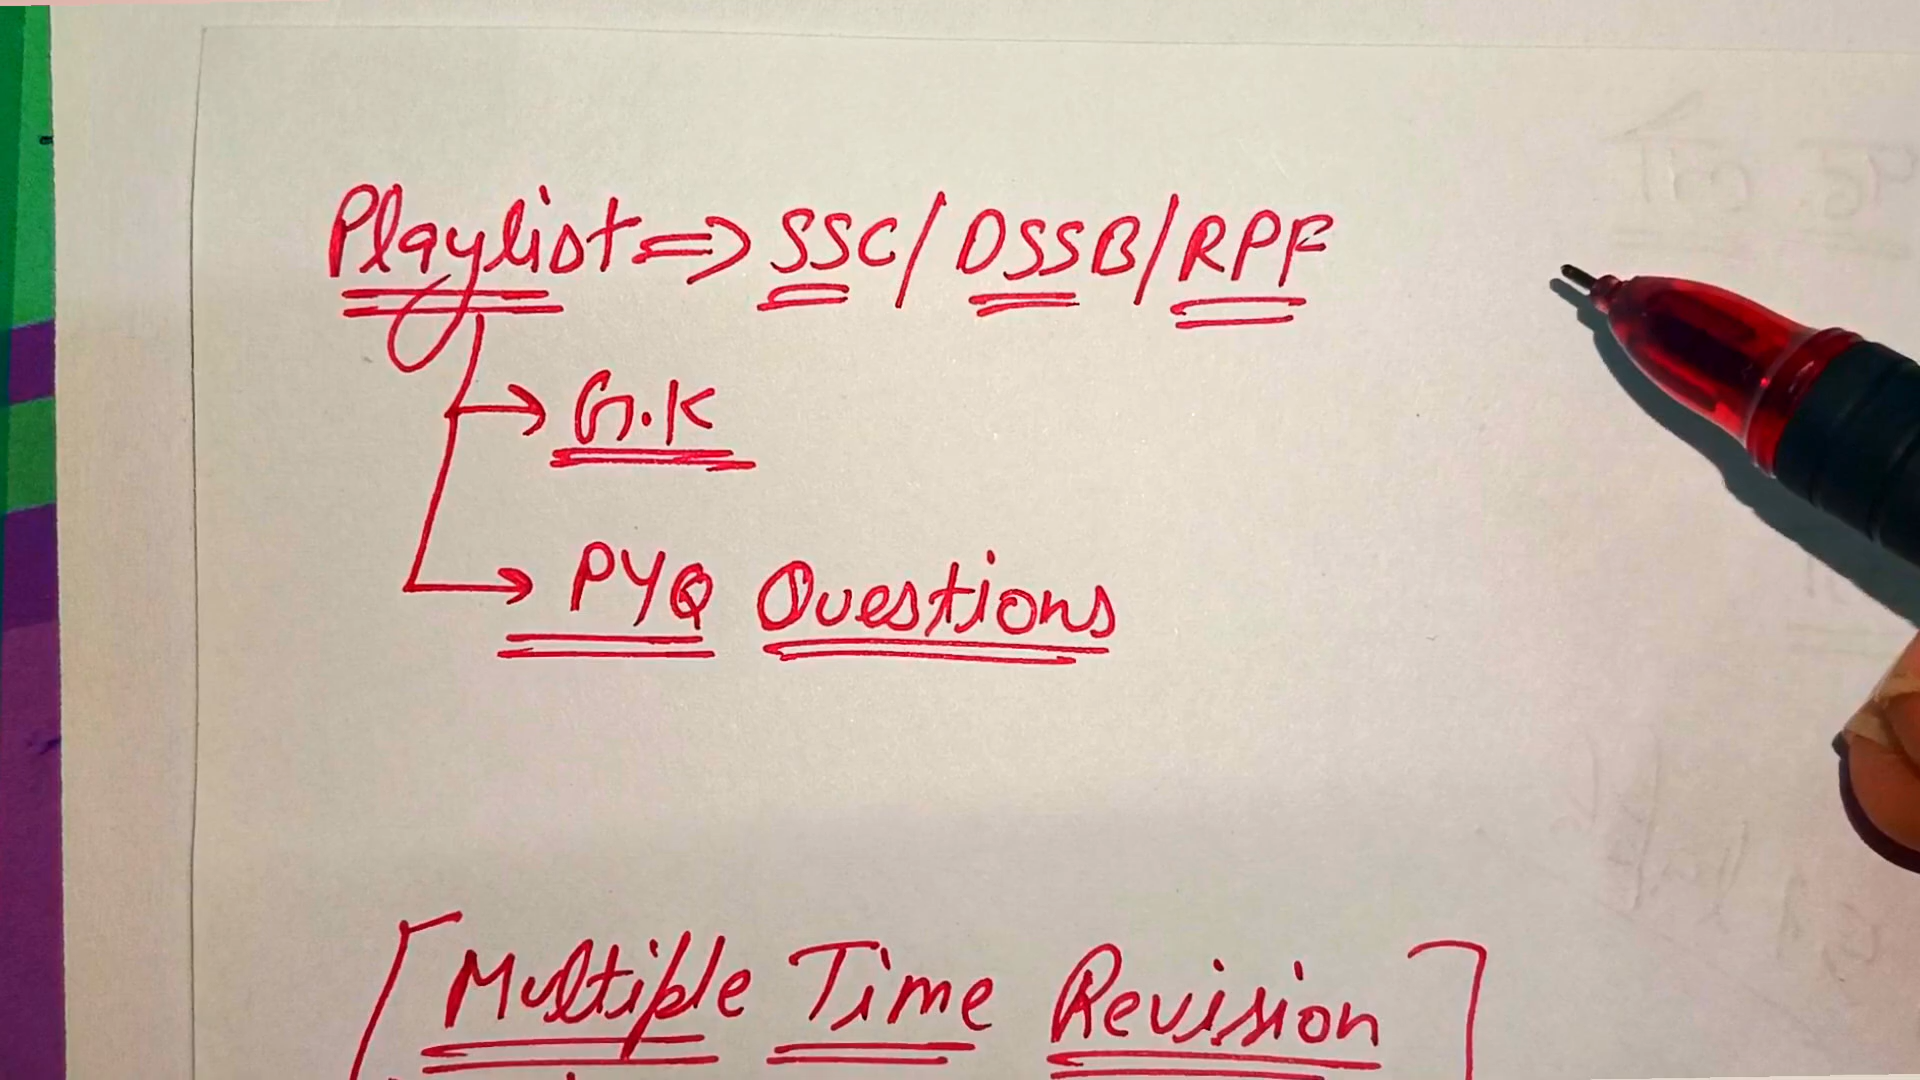 Playlist => SSC/DSSB/RPF
→ G.K
→ PYQ Questions
[Multiple Time Revision]